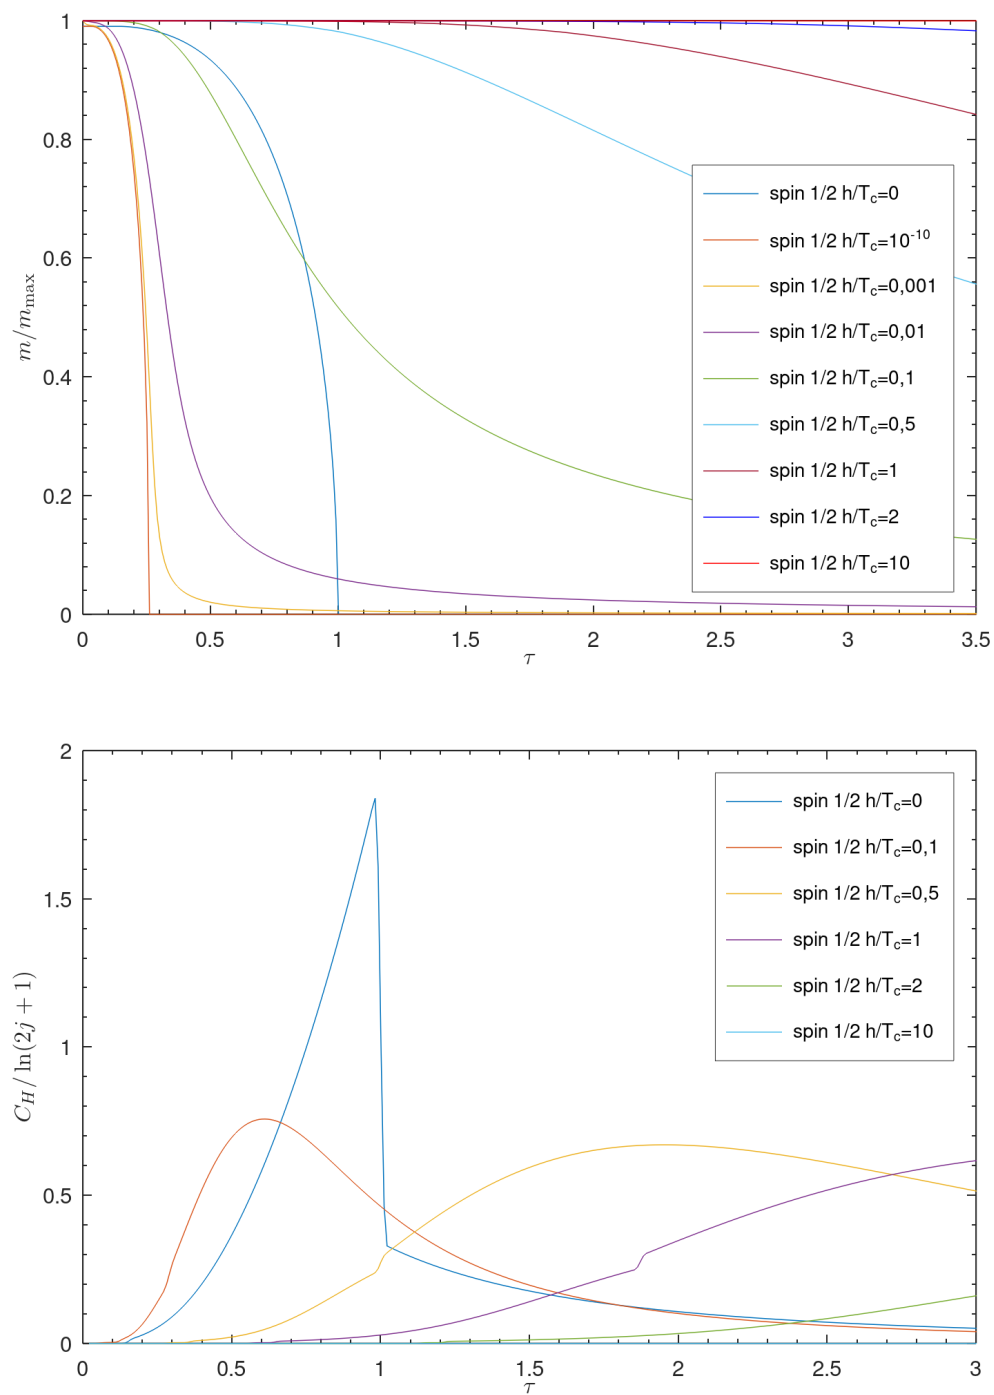 1
0.8
0.6
0.4
0.2
0
m/m_max
0 0.5 1 1.5 2 2.5 3 3.5
τ
spin 1/2 h/T_c=0
spin 1/2 h/T_c=10^-10
spin 1/2 h/T_c=0,001
spin 1/2 h/T_c=0,01
spin 1/2 h/T_c=0,1
spin 1/2 h/T_c=0,5
spin 1/2 h/T_c=1
spin 1/2 h/T_c=2
spin 1/2 h/T_c=10
2
1.5
1
0.5
0
C_H/ ln(2j + 1)
0 0.5 1 1.5 2 2.5 3
τ
spin 1/2 h/T_c=0
spin 1/2 h/T_c=0,1
spin 1/2 h/T_c=0,5
spin 1/2 h/T_c=1
spin 1/2 h/T_c=2
spin 1/2 h/T_c=10